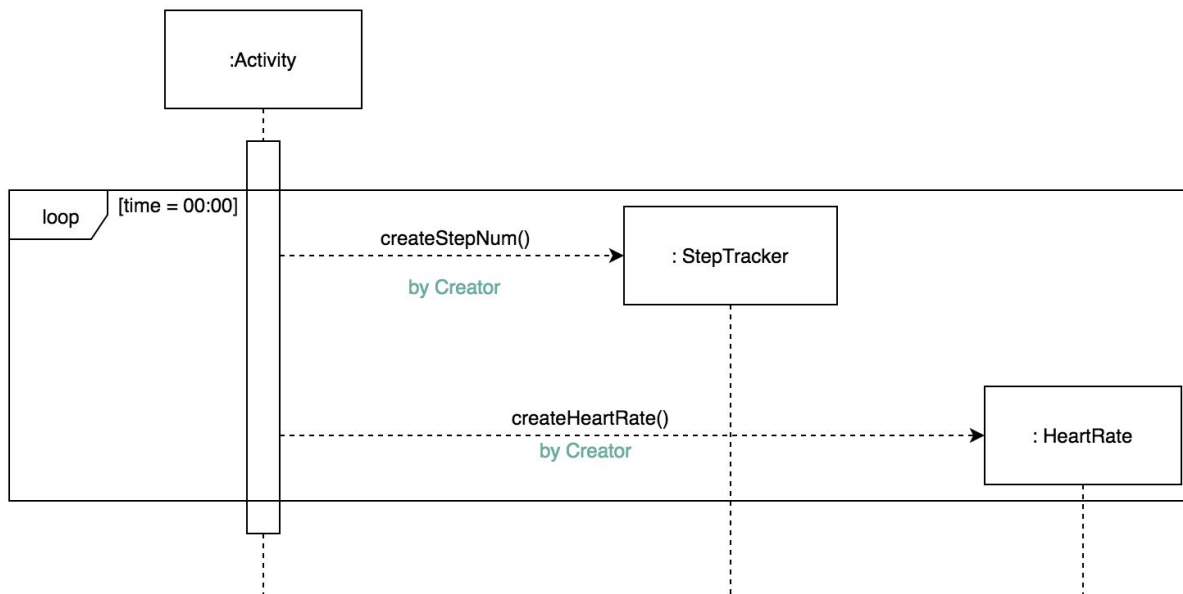 :Activity
loop
[time = 00:00]
createStepNum()
: StepTracker
by Creator
createHeartRate()
: HeartRate
by Creator